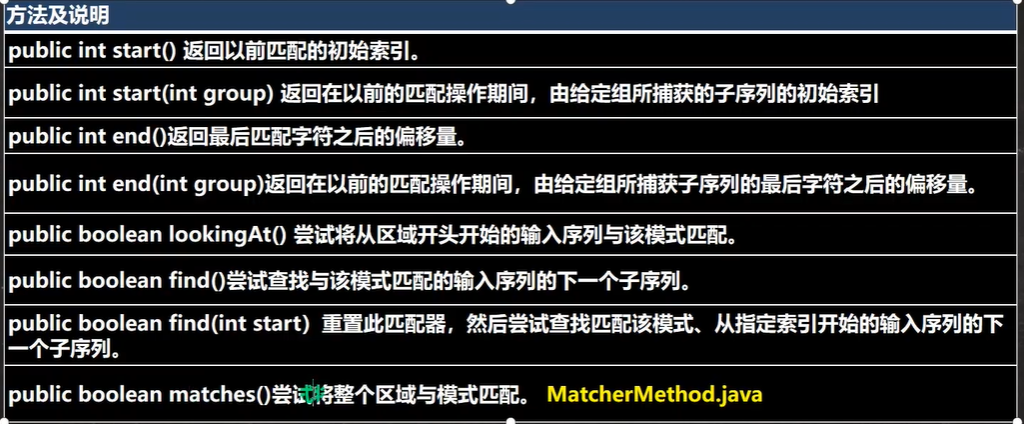 方法及说明
public int start() 返回以前匹配的初始索引。
public int start(int group) 返回在以前的匹配操作期间，由给定组所捕获的子序列的初始索引
public int end()返回最后匹配字符之后的偏移量。
public int end(int group)返回在以前的匹配操作期间，由给定组所捕获子序列的最后字符之后的偏移量。
public boolean lookingAt() 尝试将从区域开头开始的输入序列与该模式匹配。
public boolean find()尝试查找与该模式匹配的输入序列的下一个子序列。
public boolean find(int start）重置此匹配器，然后尝试查找匹配该模式、从指定索引开始的输入序列的下
一个子序列。
public boolean matches()尝试将整个区域与模式匹配。 MatcherMethod.java